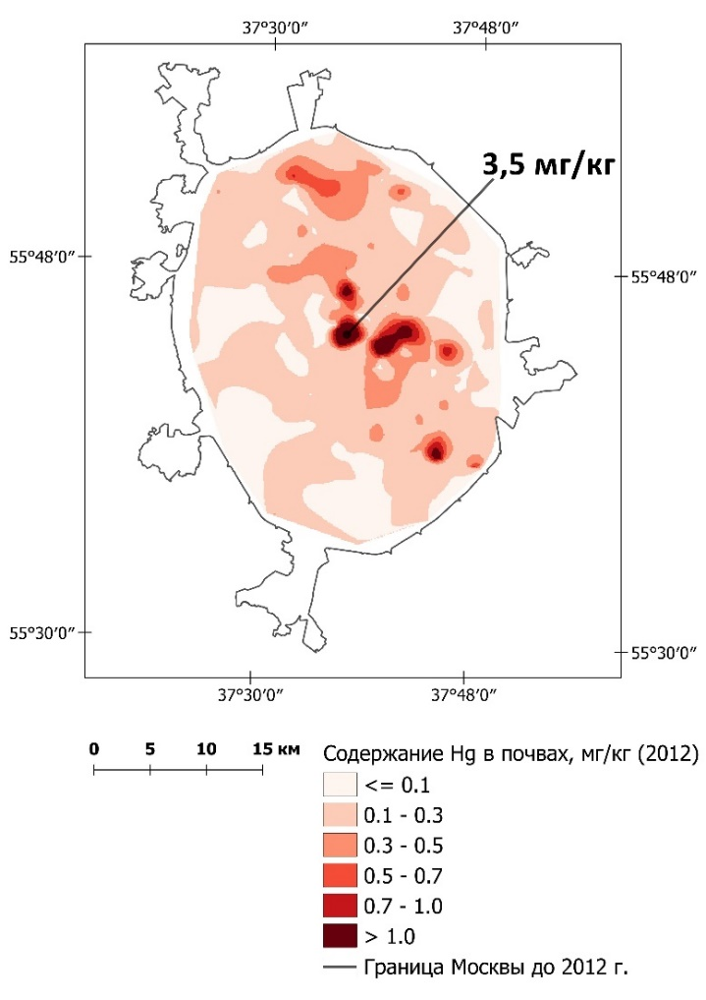 37°30′0″ 37°48′0″
3,5 мг/кг
55°48′0″
55°48′0″
55°30′0″
55°30′0″
37°30′0″ 37°48′0″
0 5 10 15 км
Содержание Hg в почвах, мг/кг (2012)
<= 0.1
0.1 - 0.3
0.3 - 0.5
0.5 - 0.7
0.7 - 1.0
> 1.0
Граница Москвы до 2012 г.